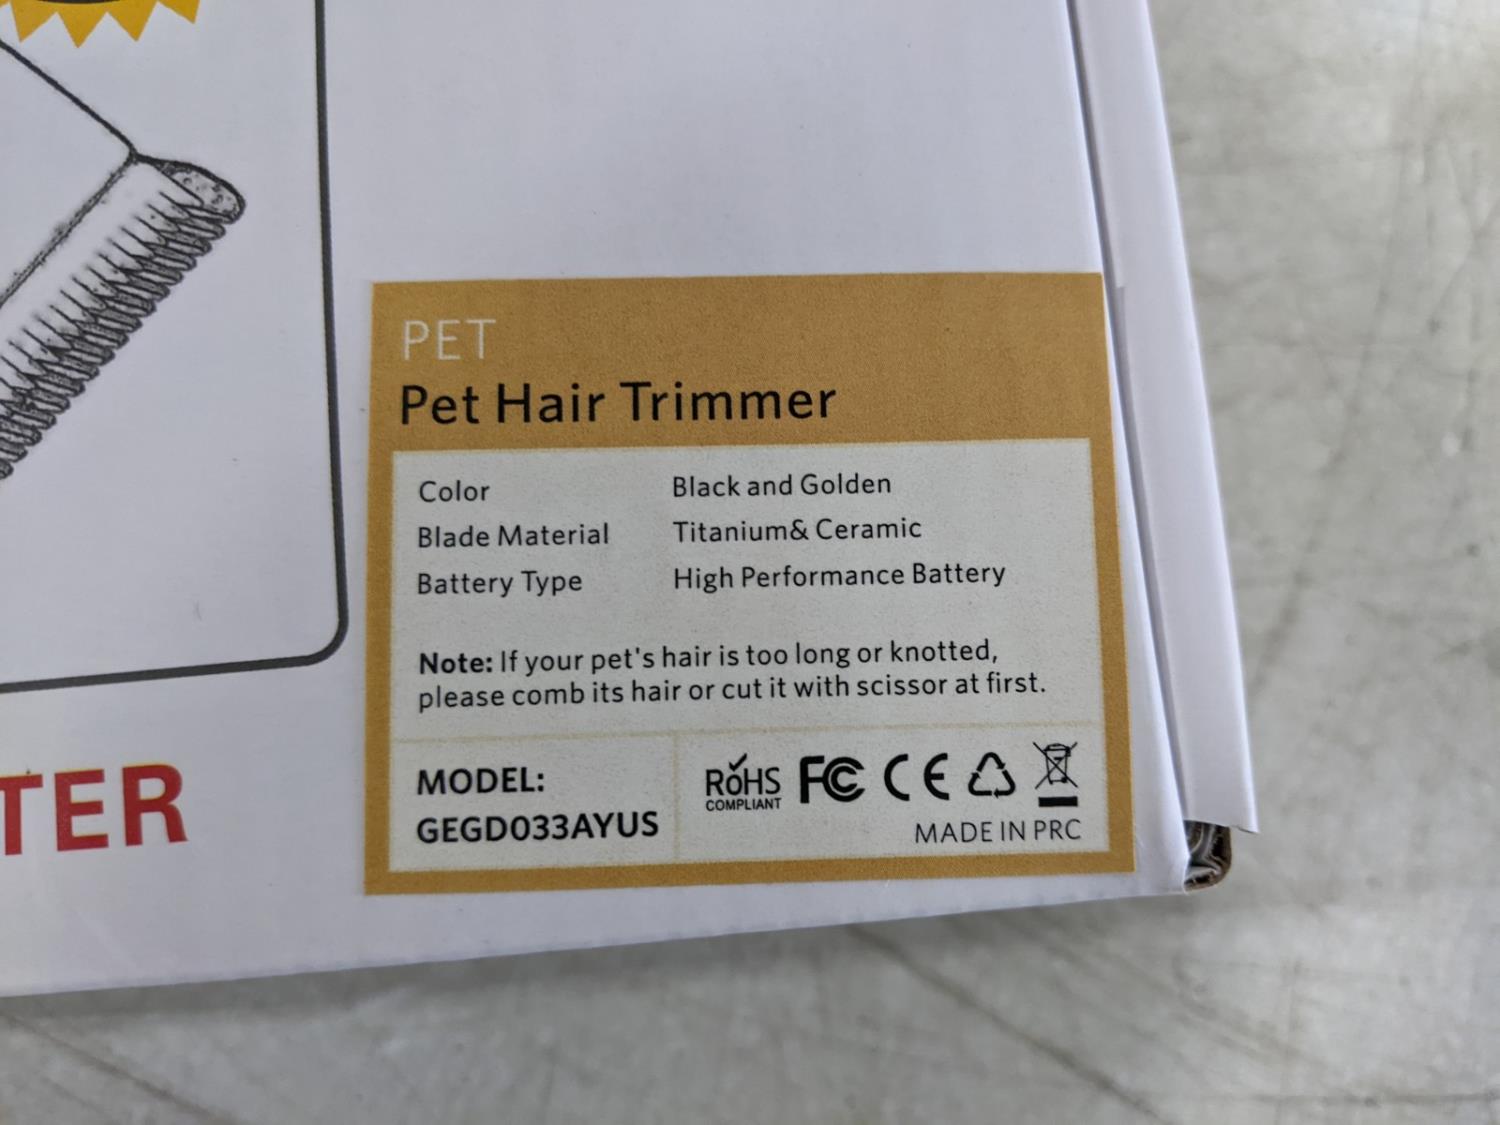 PET
Pet Hair Trimmer
Color Black and Golden
Blade Material Titanium& Ceramic
Battery Type High Performance Battery
Note: If your pet's hair is too long or knotted,
please comb its hair or cut it with scissor at first.
MODEL:
GEGD033AYUS
RoHS
COMPLIANT
FC CE
MADE IN PRC
TER